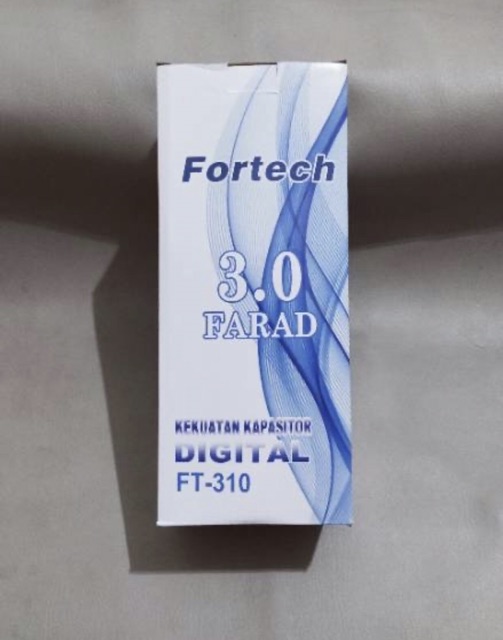 Fortech
3.0
FARAD
KEKUATAN KAPASITOR
DIGITAL
FT-310